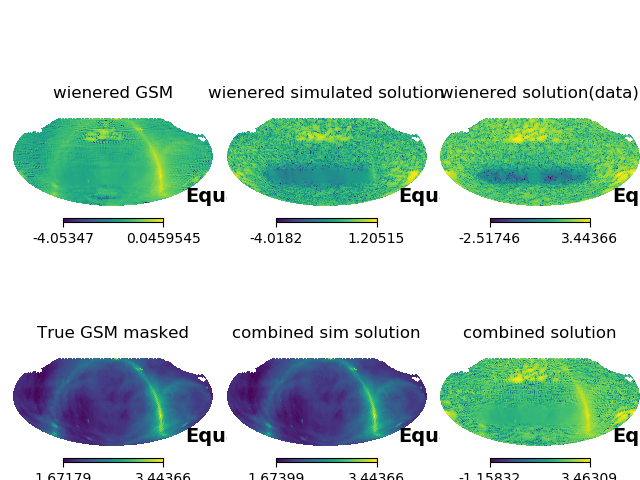 wienered GSM
wienered simulated solution
wienered solution(data)
Equ
Equ
Eq
-4.05347 0.0459545
-4.0182 1.20515
-2.51746 3.44366
True GSM masked
combined sim solution
combined solution
Equ
Equ
Eq
1.67179 3.44366
1.67399 3.44366
-1.15832 3.46309